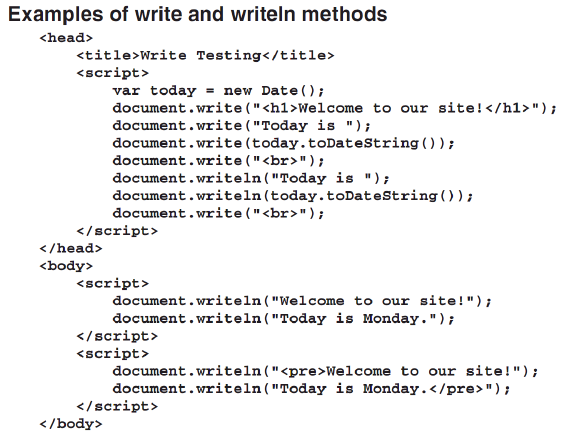 Examples of write and writeln methods
<head>
<title>Write Testing</title>
<script>
var today = new Date();
document.write("<h1>Welcome to our site!</h1>");
document.write("Today is ");
document.write(today.toDateString());
document.write("<br>");
document.writeln("Today is ");
document.writeln(today.toDateString());
document.write("<br>");
</script>
</head>
<body>
<script>
document.writeln("Welcome to our site!");
document.writeln("Today is Monday.");
</script>
<script>
document.writeln("<pre>Welcome to our site!");
document.writeln("Today is Monday.</pre>");
</script>
</body>